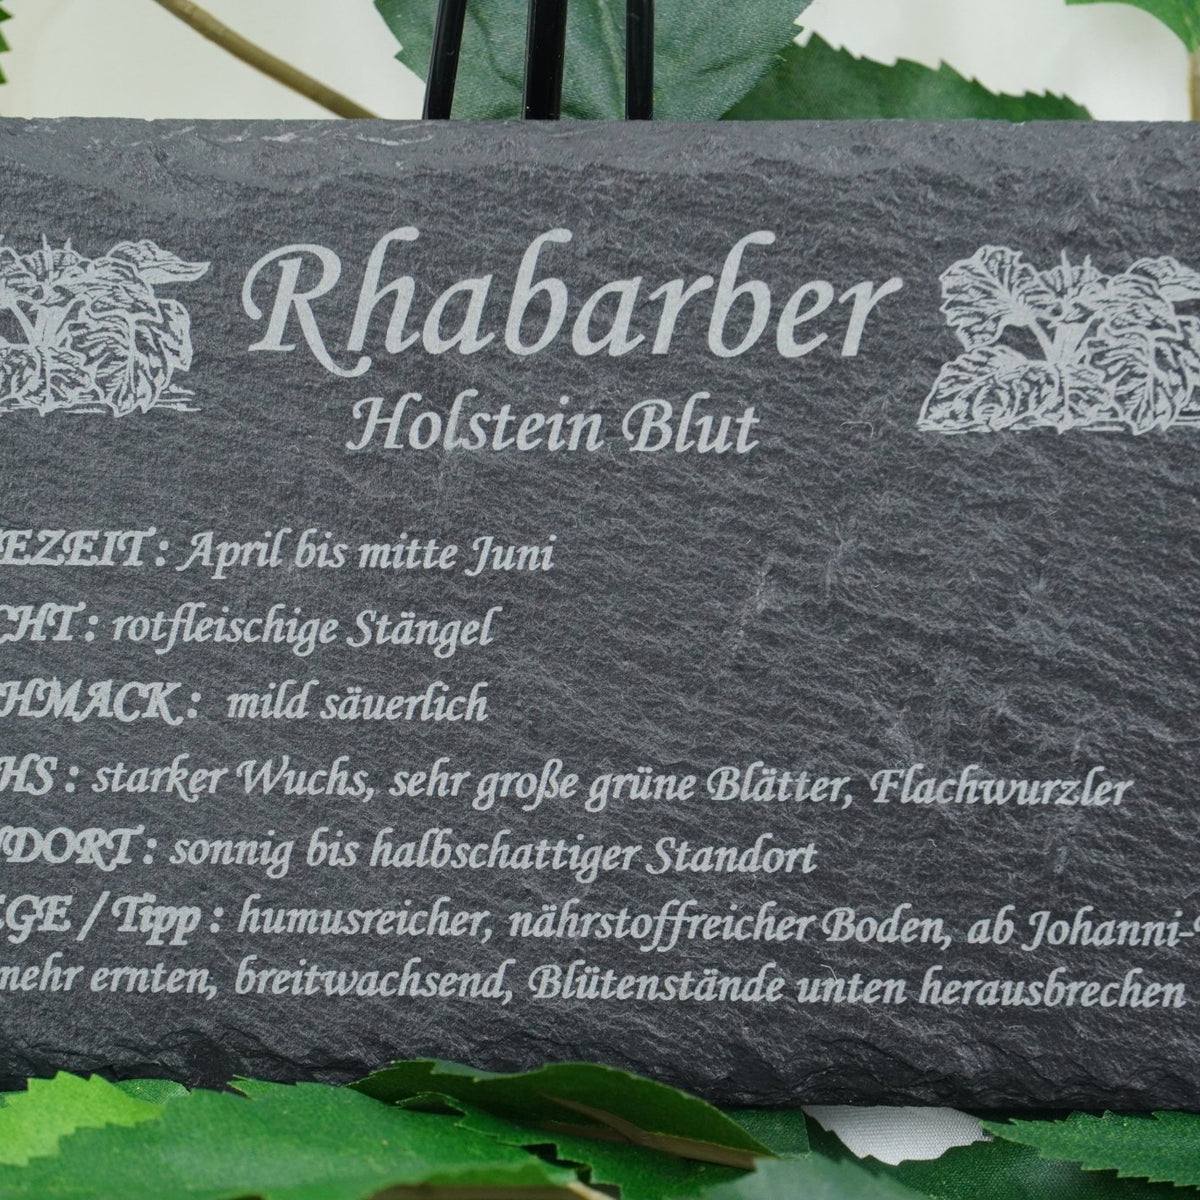 Rhabarber
Holstein Blut
EZEIT : April bis mitte Juni
CHT : rotfleischige Stängel
HMACK : mild säuerlich
HS : starker Wuchs, sehr große grüne Blätter, Flachwurzler
DORT : sonnig bis halbschattiger Standort
GE / Tipp : humusreicher, nährstoffreicher Boden, ab Johanni-
mehr ernten, breitwachsend, Blütenstände unten herausbrechen